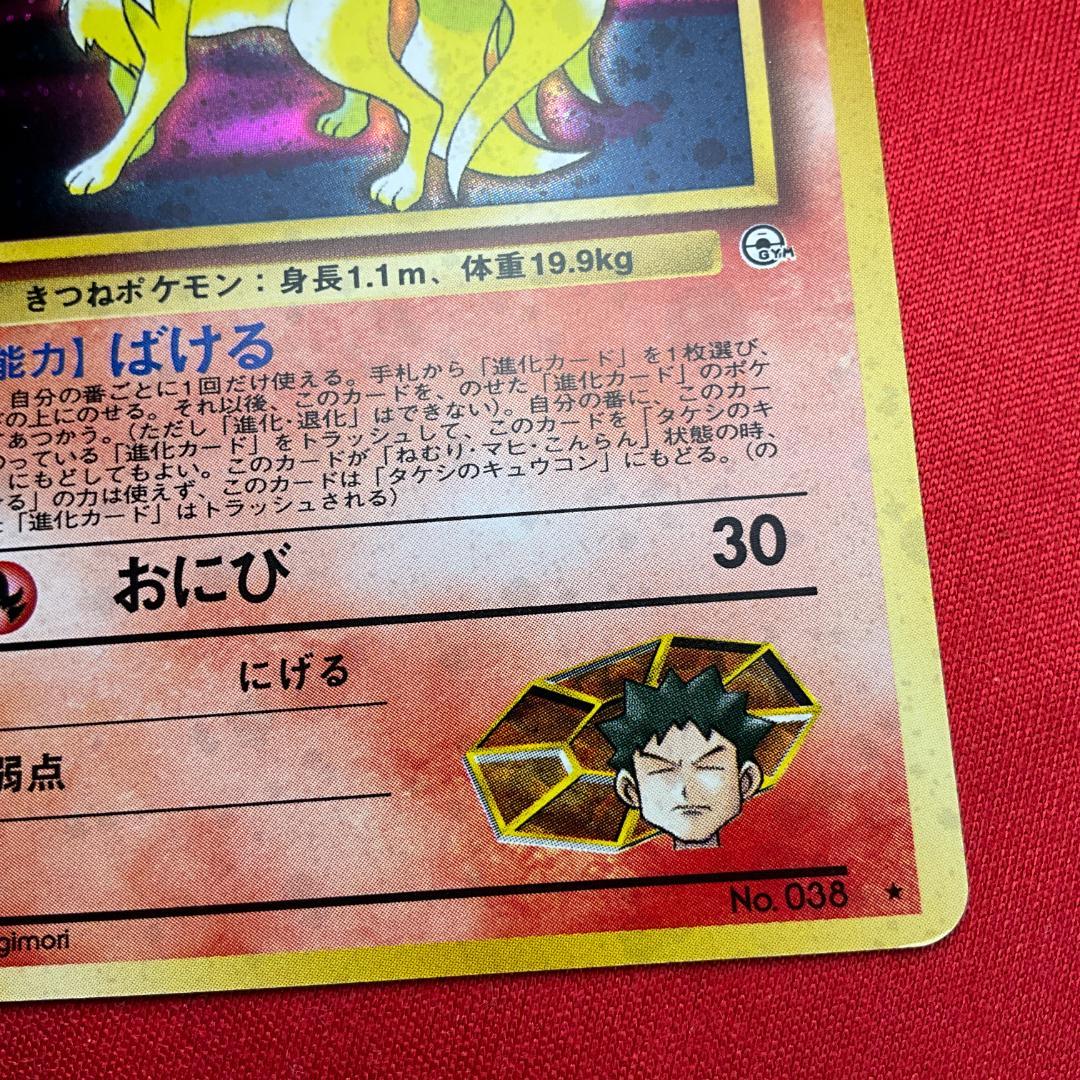 GYM
きつねポケモン：身長1.1m、体重19.9kg
能力】ばける
自分の番ごとに1回だけ使える。手札から「進化カード」を1枚選び、
の上にのせる。それ以後、このカードを、のせた「進化カード」のポケ
あつかう。（ただし「進化・退化」はできない）。自分の番に、このカー
っている「進化カード」をトラッシュして、このカードを「タケシのキ
」にもどしてもよい。このカードが「ねむり・マヒ・こんらん」状態の時、
る」の力は使えず、このカードは「タケシのキュウコン」にもどる。（の
「進化カード」はトラッシュされる）
おにび 30
にげる
弱点
No. 038 ★
gimori